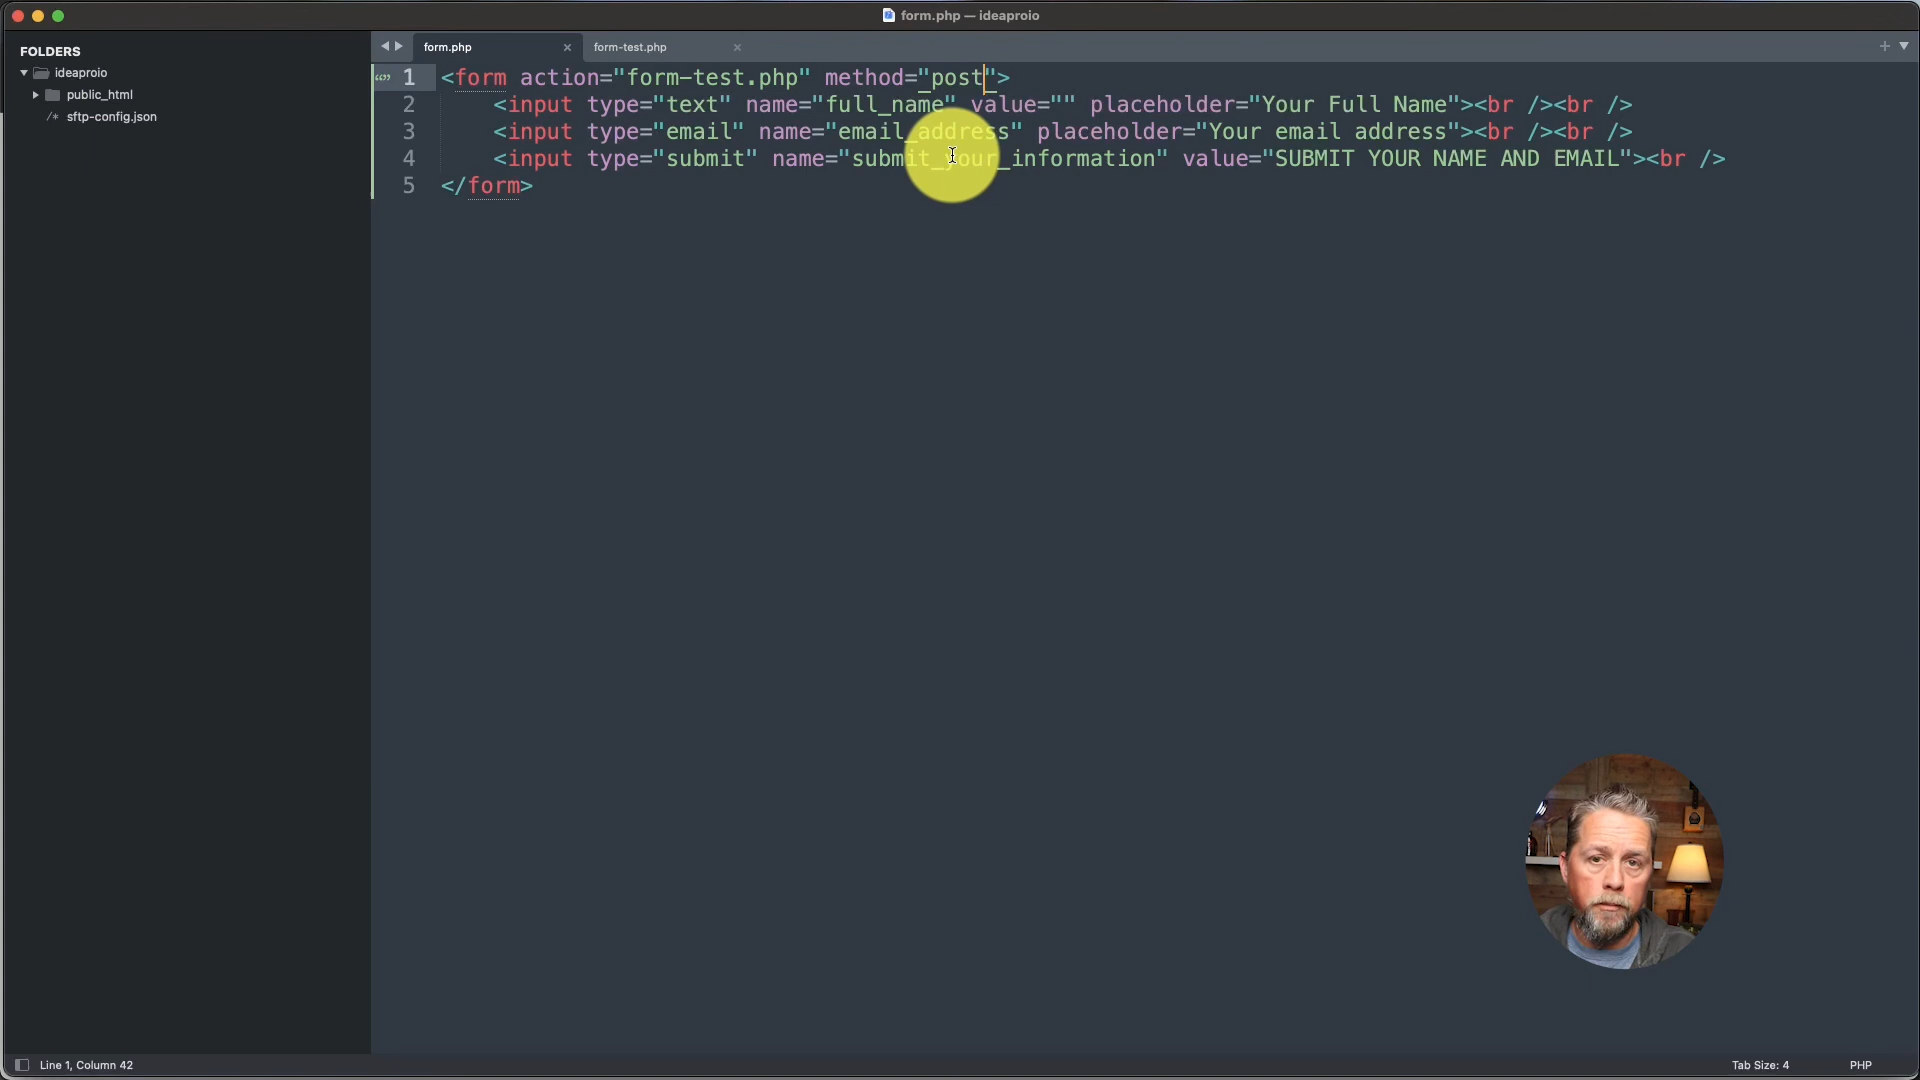 form.php — ideaproio
FOLDERS
ideaproio
public_html
/* sftp-config.json
form.php ×
form-test.php ×
1 <form action="form-test.php" method="post">
2 <input type="text" name="full_name" value="" placeholder="Your Full Name"><br /><br />
3 <input type="email" name="email_address" placeholder="Your email address"><br /><br />
4 <input type="submit" name="submit_your_information" value="SUBMIT YOUR NAME AND EMAIL"><br />
5 </form>
Line 1, Column 42
Tab Size: 4
PHP